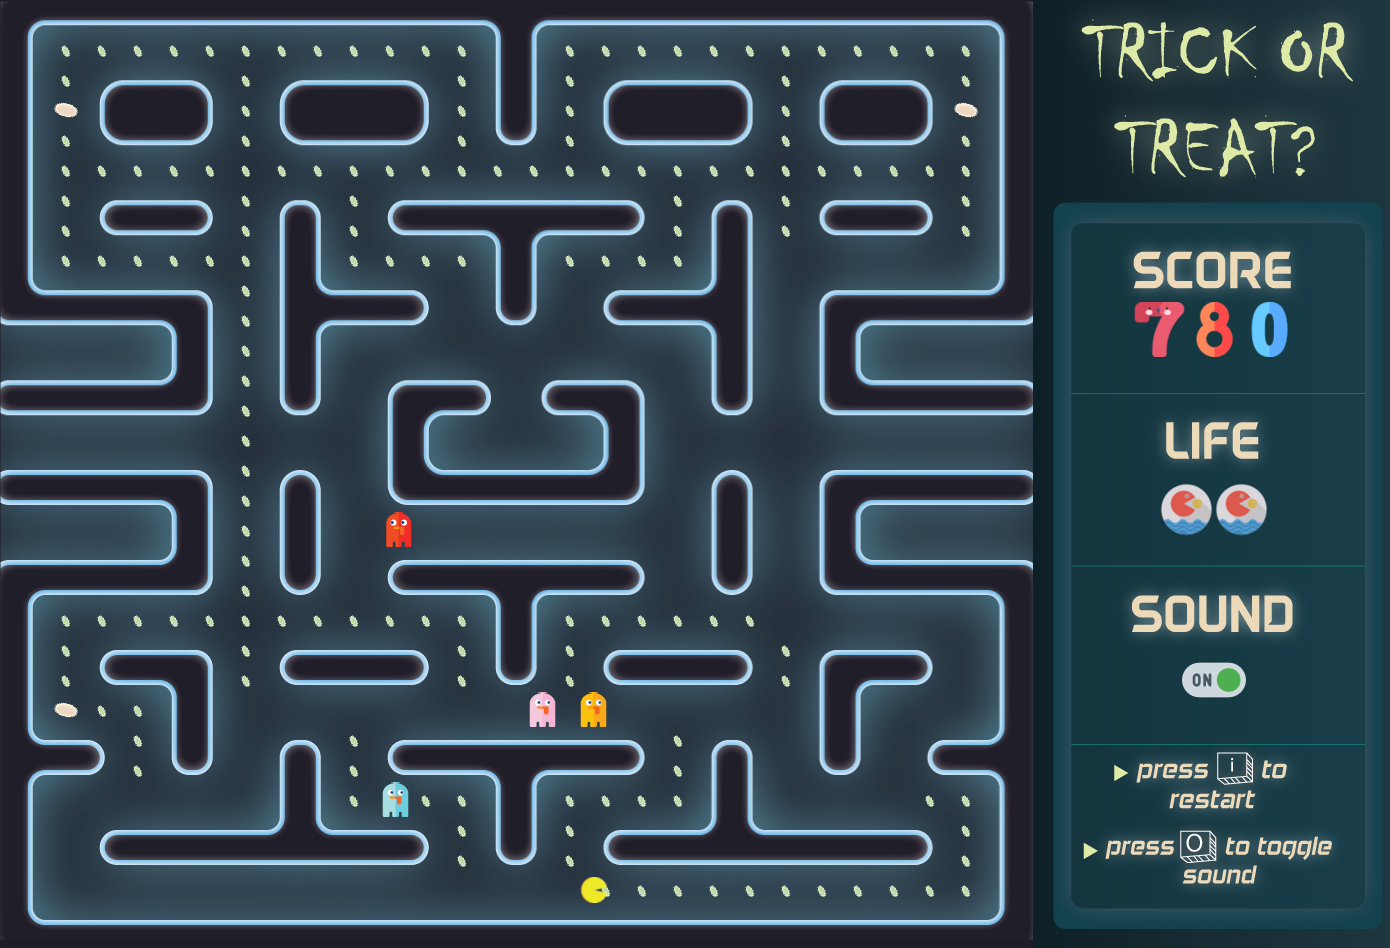 TRICK OR
TREAT?
SCORE
780
LIFE
SOUND
ON
press i to
restart
press O to toggle
sound